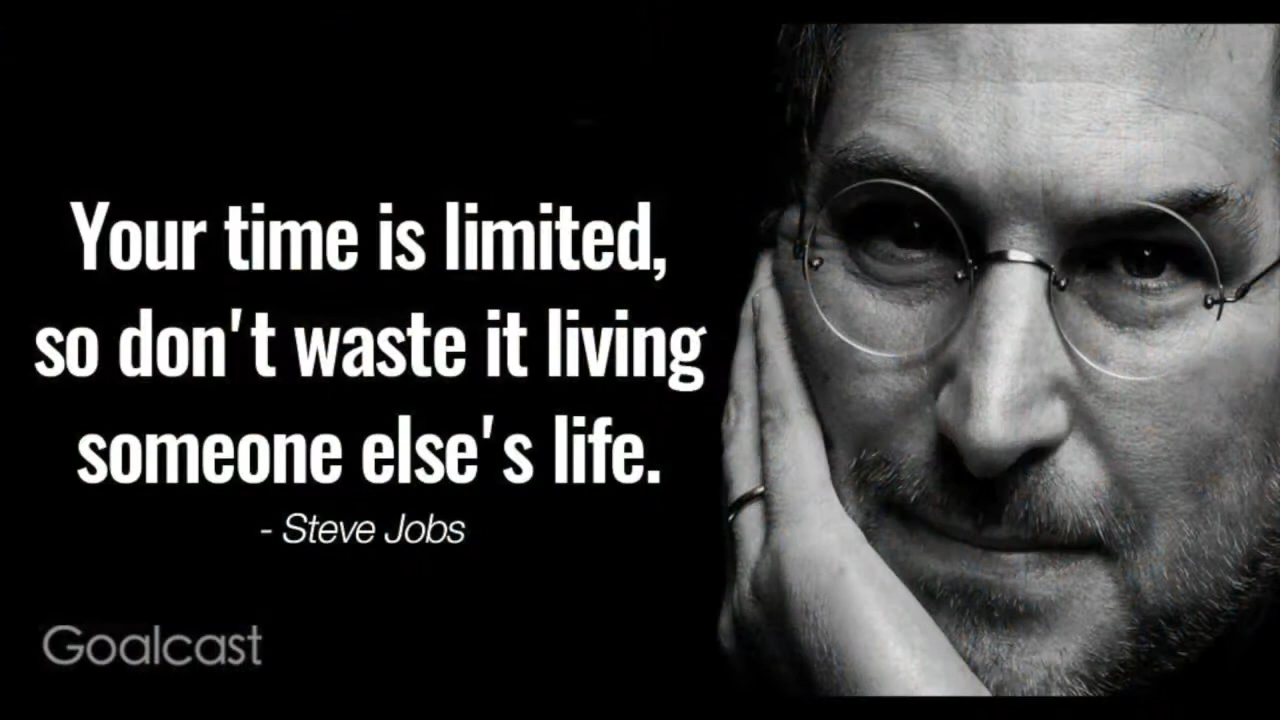 Your time is limited,
so don't waste it living
someone else's life.
- Steve Jobs
Goalcast